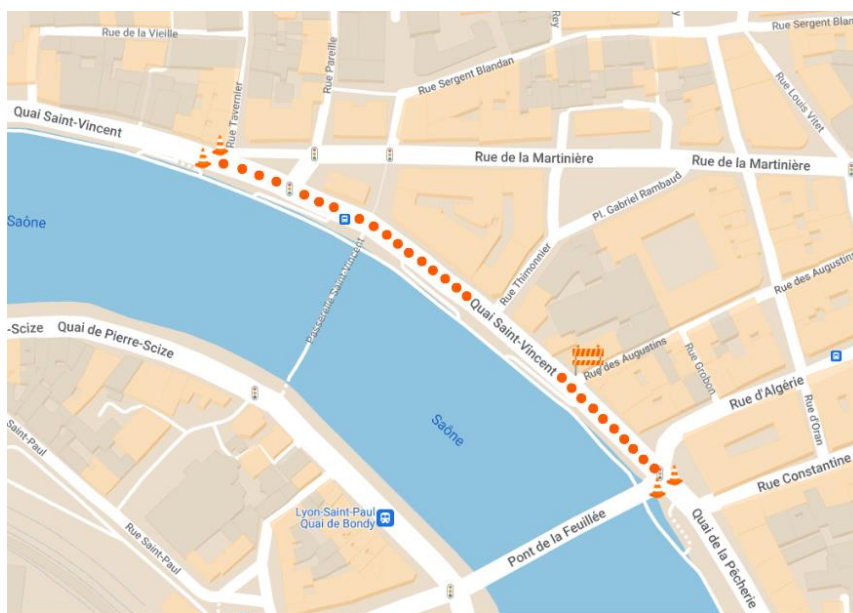 Rue de la Vieille
Rue Tavernier
Rue Pareille
Rey
Rue Sergent Blandan
Rue Sergent Blan
Rue Louis Vitet
Quai Saint-Vincent
Rue de la Martinière
Rue de la Martinière
Pl. Gabriel Rambaud
Saône
Passerelle Saint-Vincent
Rue Thimonnier
Rue des Augustins
-Scize
Quai de Pierre-Scize
Quai Saint-Vincent
Rue des Augustins
Rue Grobon
Rue d'Algérie
Rue d'Oran
Saône
Saint-Paul
Rue Saint-Paul
Lyon-Saint-Paul
Quai de Bondy
Pont de la Feuillée
Rue Constantine
Quai de la Pêcherie